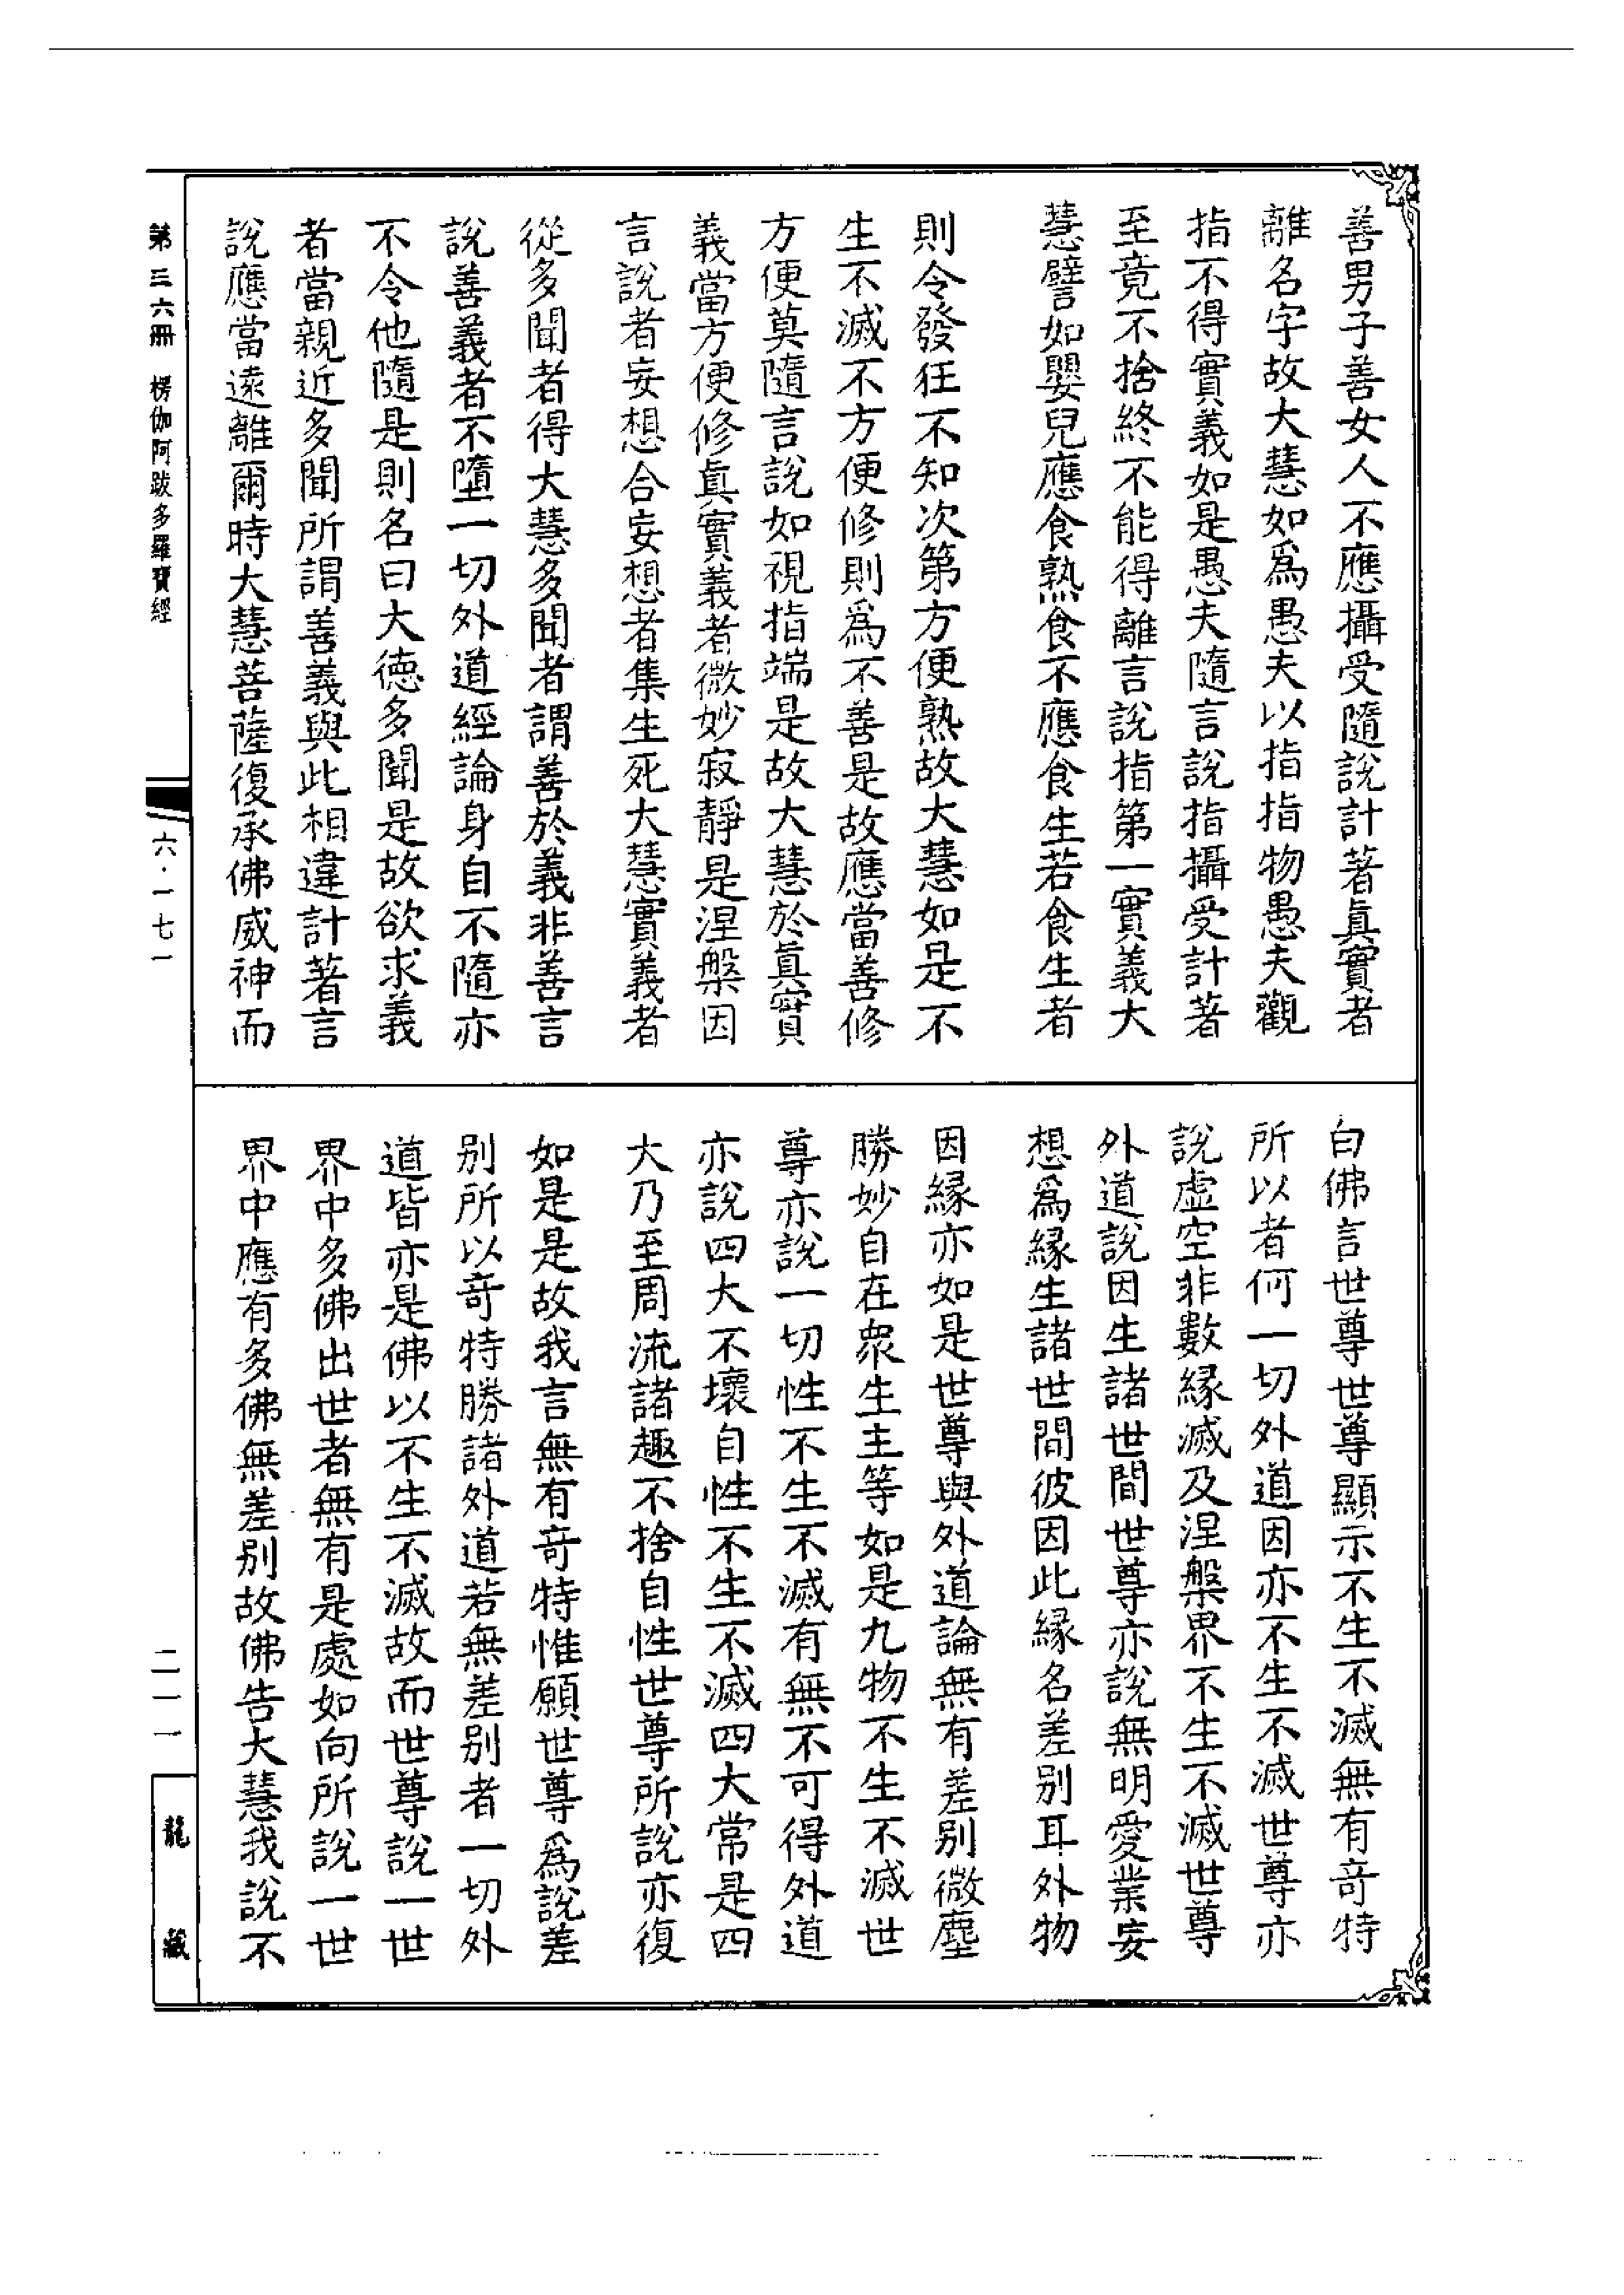 善男子善女人不應攝受隨說計著真實者
離名字故大慧如爲愚夫以指指物愚夫觀
指不得實義如是愚夫隨言說指攝受計著
至竟不捨終不能得離言說指第一實義大
慧譬如嬰兒應食熟食不應食生若食生者
則令發狂不知次第方便熟故大慧如是不
生不滅不方便修則爲不善是故應當善修
方便莫隨言說如視指端是故大慧於真實
義當方便修真實義者微妙寂靜是涅槃因
言說者妄想合妄想者集生死大慧實義者
從多聞者得大慧多聞者謂善於義非善言
說善義者不墮一切外道經論身自不隨亦
不令他隨是則名曰大德多聞是故欲求義
者當親近多聞所謂善義與此相違計著言
說應當遠離爾時大慧菩薩復承佛威神而
白佛言世尊世尊顯示不生不滅無有奇特
所以者何一切外道因亦不生不滅世尊亦
說虛空非數緣滅及涅槃界不生不滅世尊
外道說因生諸世間世尊亦說無明愛業妄
想爲緣生諸世間彼因此緣名差別耳外物
因緣亦如是世尊與外道論無有差別微塵
勝妙自在眾生主等如是九物不生不滅世
尊亦說一切性不生不滅有無不可得外道
亦說四大不壞自性不生不滅四大常是四
大乃至周流諸趣不捨自性世尊所說亦復
如是是故我言無有奇特惟願世尊爲說差
別所以奇特勝諸外道若無差別者一切外
道皆亦是佛以不生不滅故而世尊說一世
界中多佛出世者無有是處如向所說一世
界中應有多佛無差別故佛告大慧我說不
第三六冊 楞伽阿跋多羅寶經
六·一七一
二一一
龍藏